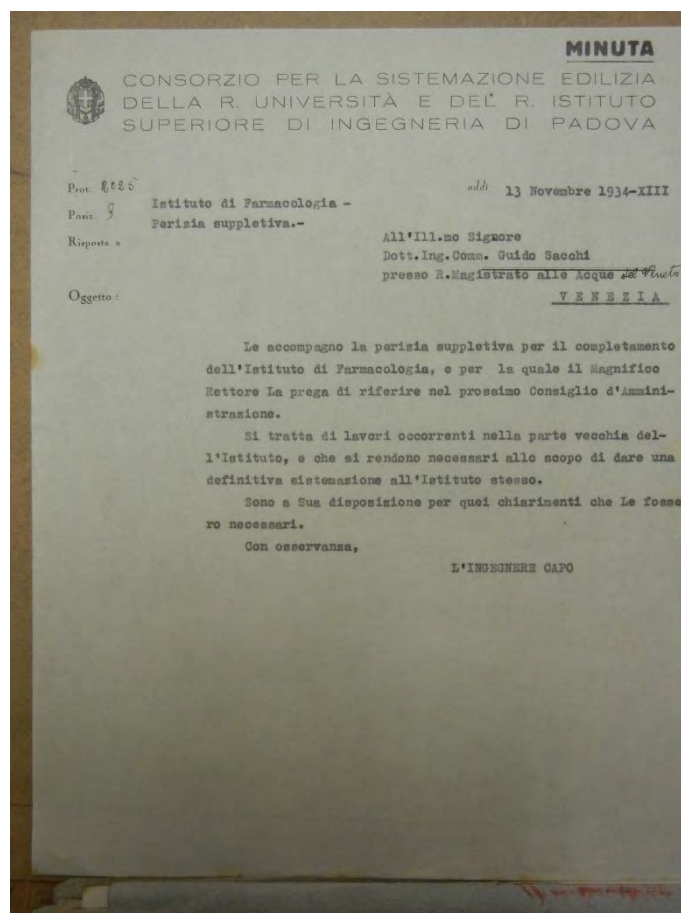 MINUTA
CONSORZIO PER LA SISTEMAZIONE EDILIZIA
DELLA R. UNIVERSITÀ E DEL R. ISTITUTO
SUPERIORE DI INGEGNERIA DI PADOVA
Prot. 2025
addì 13 Novembre 1934-XIII
Posiz. 9
Istituto di Farmacologia -
Perizia suppletiva.-
Risposta a
All'Ill.mo Signore
Dott.Ing.Comm. Guido Sacchi
presso R.Magistrato alle Acque del Veneto
Oggetto :
VENEZIA
Le accompagno la perizia suppletiva per il completamento
dell'Istituto di Farmacologia, e per la quale il Magnifico
Rettore La prega di riferire nel prossimo Consiglio d'Ammini-
strazione.
Si tratta di lavori occorrenti nella parte vecchia del-
l'Istituto, e che si rendono necessari allo scopo di dare una
definitiva sistemazione all'Istituto stesso.
Sono a Sua disposizione per quei chiarimenti che Le fosse
ro necessari.
Con osservanza,
L'INGEGNERE CAPO